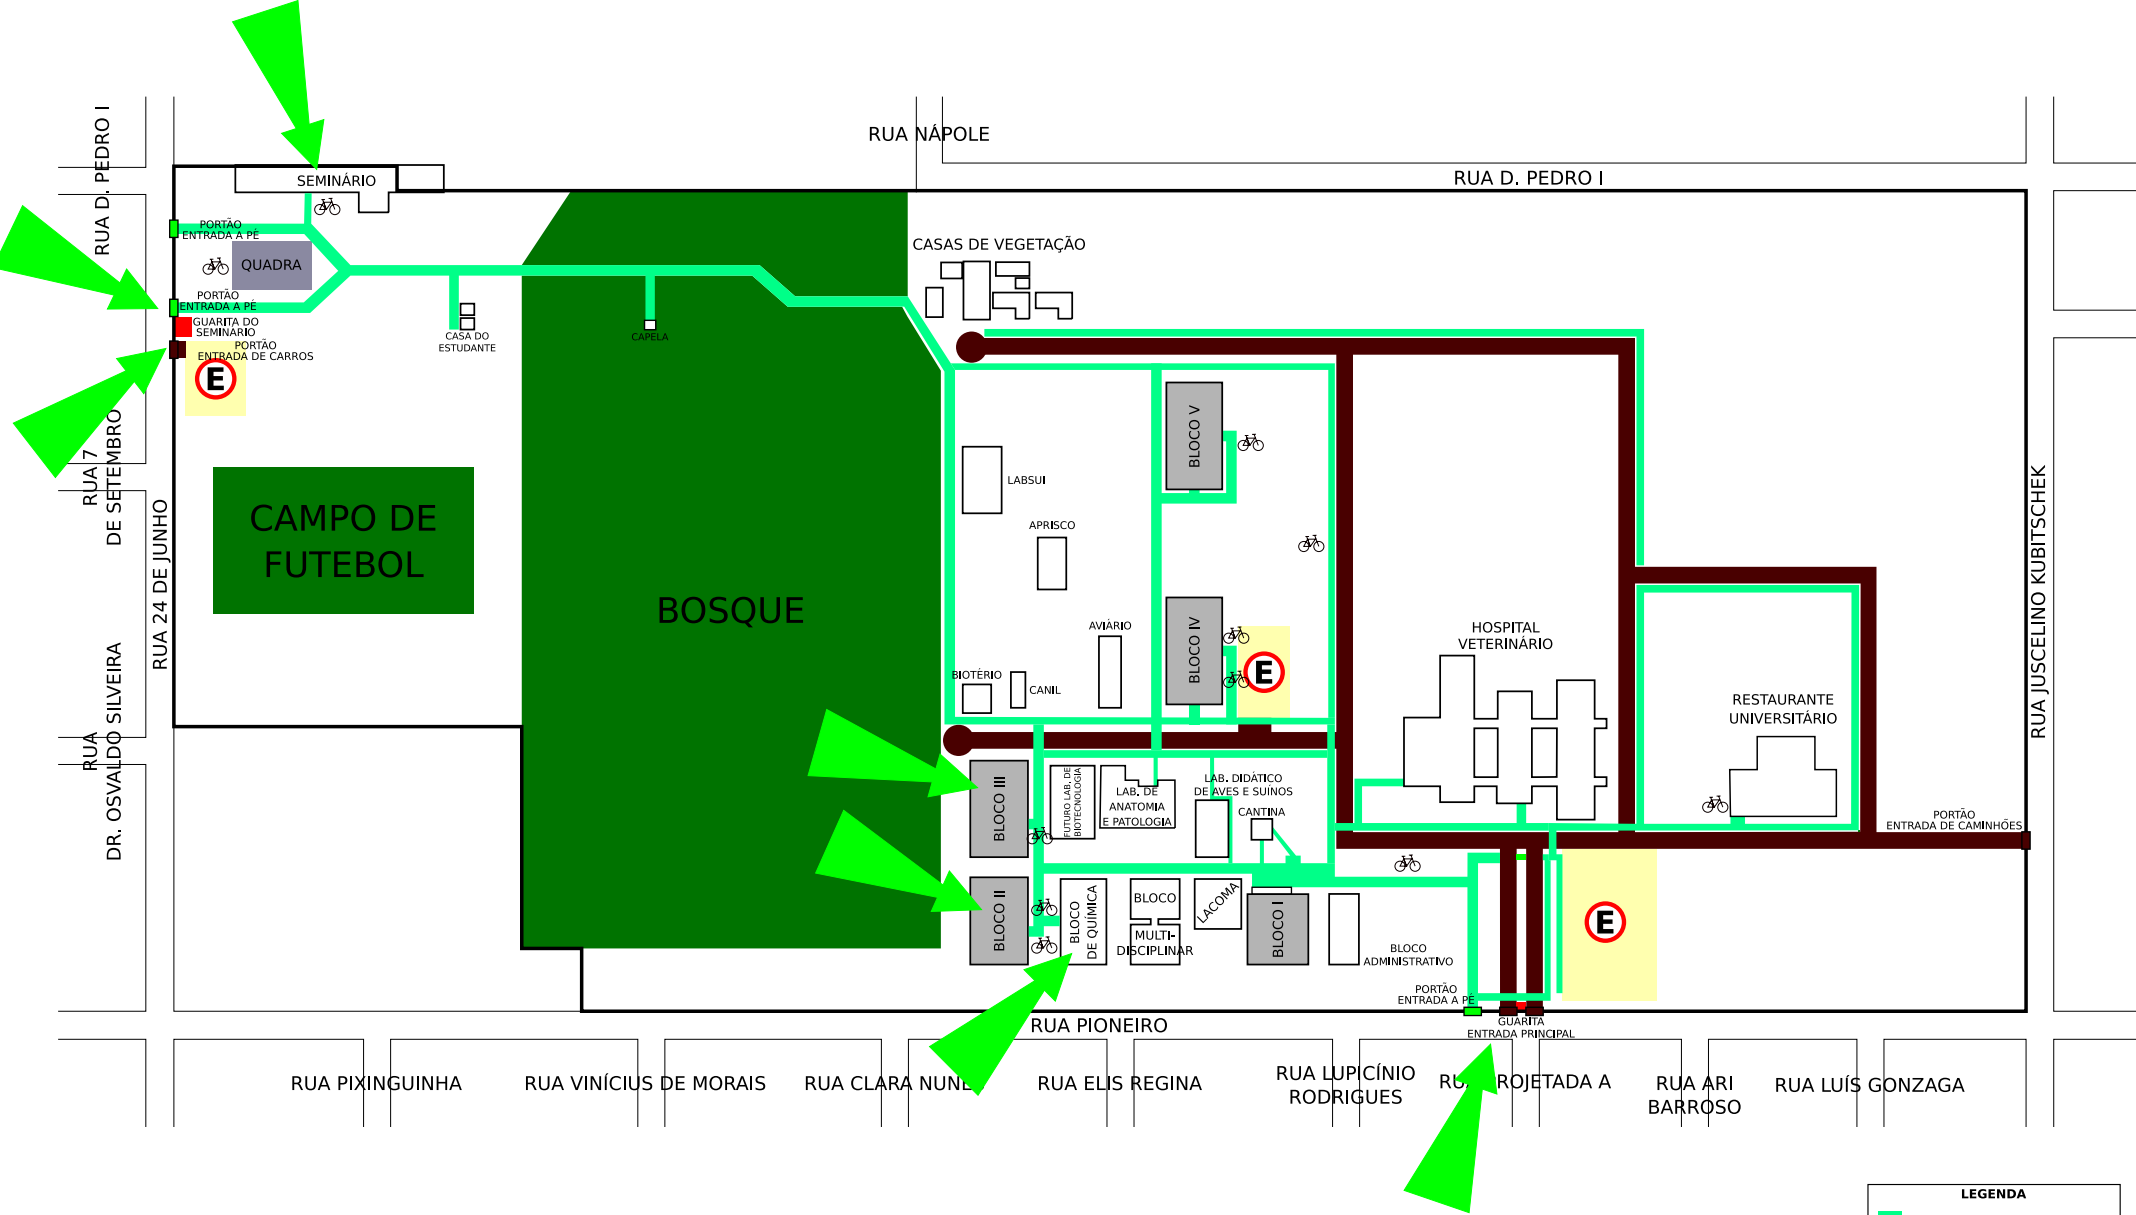 RUA NÁPOLE
RUA D. PEDRO I
RUA D. PEDRO I
SEMINÁRIO
PORTÃO
ENTRADA A PÉ
QUADRA
PORTÃO
ENTRADA A PÉ
GUARITA DO
SEMINÁRIO
PORTÃO
ENTRADA DE CARROS
E
CASA DO
ESTUDANTE
CAPELA
CASAS DE VEGETAÇÃO
RUA 7
DE SETEMBRO
RUA 24 DE JUNHO
CAMPO DE
FUTEBOL
BOSQUE
RUA
DR. OSVALDO SILVEIRA
LABSUI
APRISCO
AVIÁRIO
BIOTÉRIO
CANIL
BLOCO V
BLOCO IV
E
HOSPITAL
VETERINÁRIO
RESTAURANTE
UNIVERSITÁRIO
RUA JUSCELINO KUBITSCHEK
BLOCO III
FUTURO LAB. DE
BIOTECNOLOGIA
LAB. DE
ANATOMIA
E PATOLOGIA
LAB. DIDÁTICO
DE AVES E SUÍNOS
CANTINA
PORTÃO
ENTRADA DE CAMINHÕES
BLOCO II
BLOCO
DE QUÍMICA
BLOCO
MULTI-
DISCIPLINAR
LACOMA
BLOCO I
BLOCO
ADMINISTRATIVO
E
PORTÃO
ENTRADA A PÉ
GUARITA
ENTRADA PRINCIPAL
RUA PIONEIRO
RUA PIXINGUINHA
RUA VINÍCIUS DE MORAIS
RUA CLARA NUNES
RUA ELIS REGINA
RUA LUPICÍNIO
RODRIGUES
RUA PROJETADA A
RUA ARI
BARROSO
RUA LUÍS GONZAGA
LEGENDA